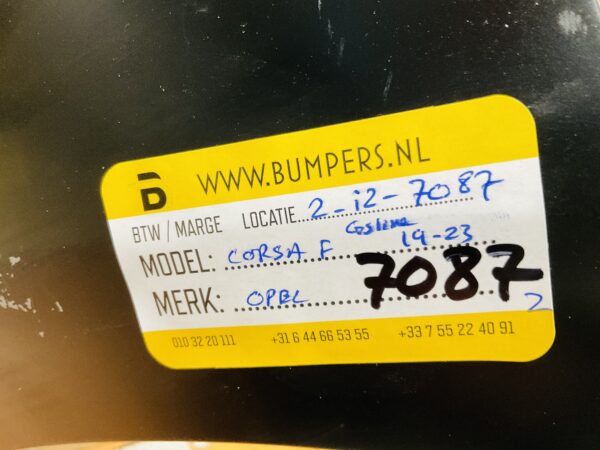 WWW.BUMPERS.NL
BTW / MARGE LOCATIE 2-12-7087
MODEL: CORSA F 19-23
MERK: OPEL 7087
2
010 32 20 111 +31 6 44 66 53 55 +33 7 55 22 40 91